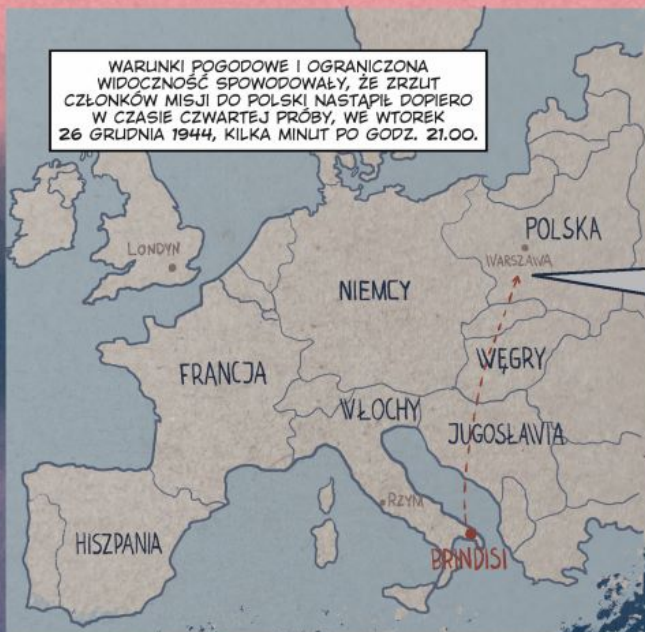 WARUNKI POGODOWE I OGRANICZONA
WIDOCZNOŚĆ SPOWODOWAŁY, ŻE ZRZUT
CZŁONKÓW MISJI DO POLSKI NASTĄPIŁ DOPIERO
W CZASIE CZWARTEJ PRÓBY, WE WTOREK
26 GRUDNIA 1944, KILKA MINUT PO GODZ. 21.00.
LONDYN
POLSKA
WARSZAWA
NIEMCY
FRANCJA
WĘGRY
WŁOCHY
JUGOSŁAWIA
RZYM
HISZPANIA
BRINDISI